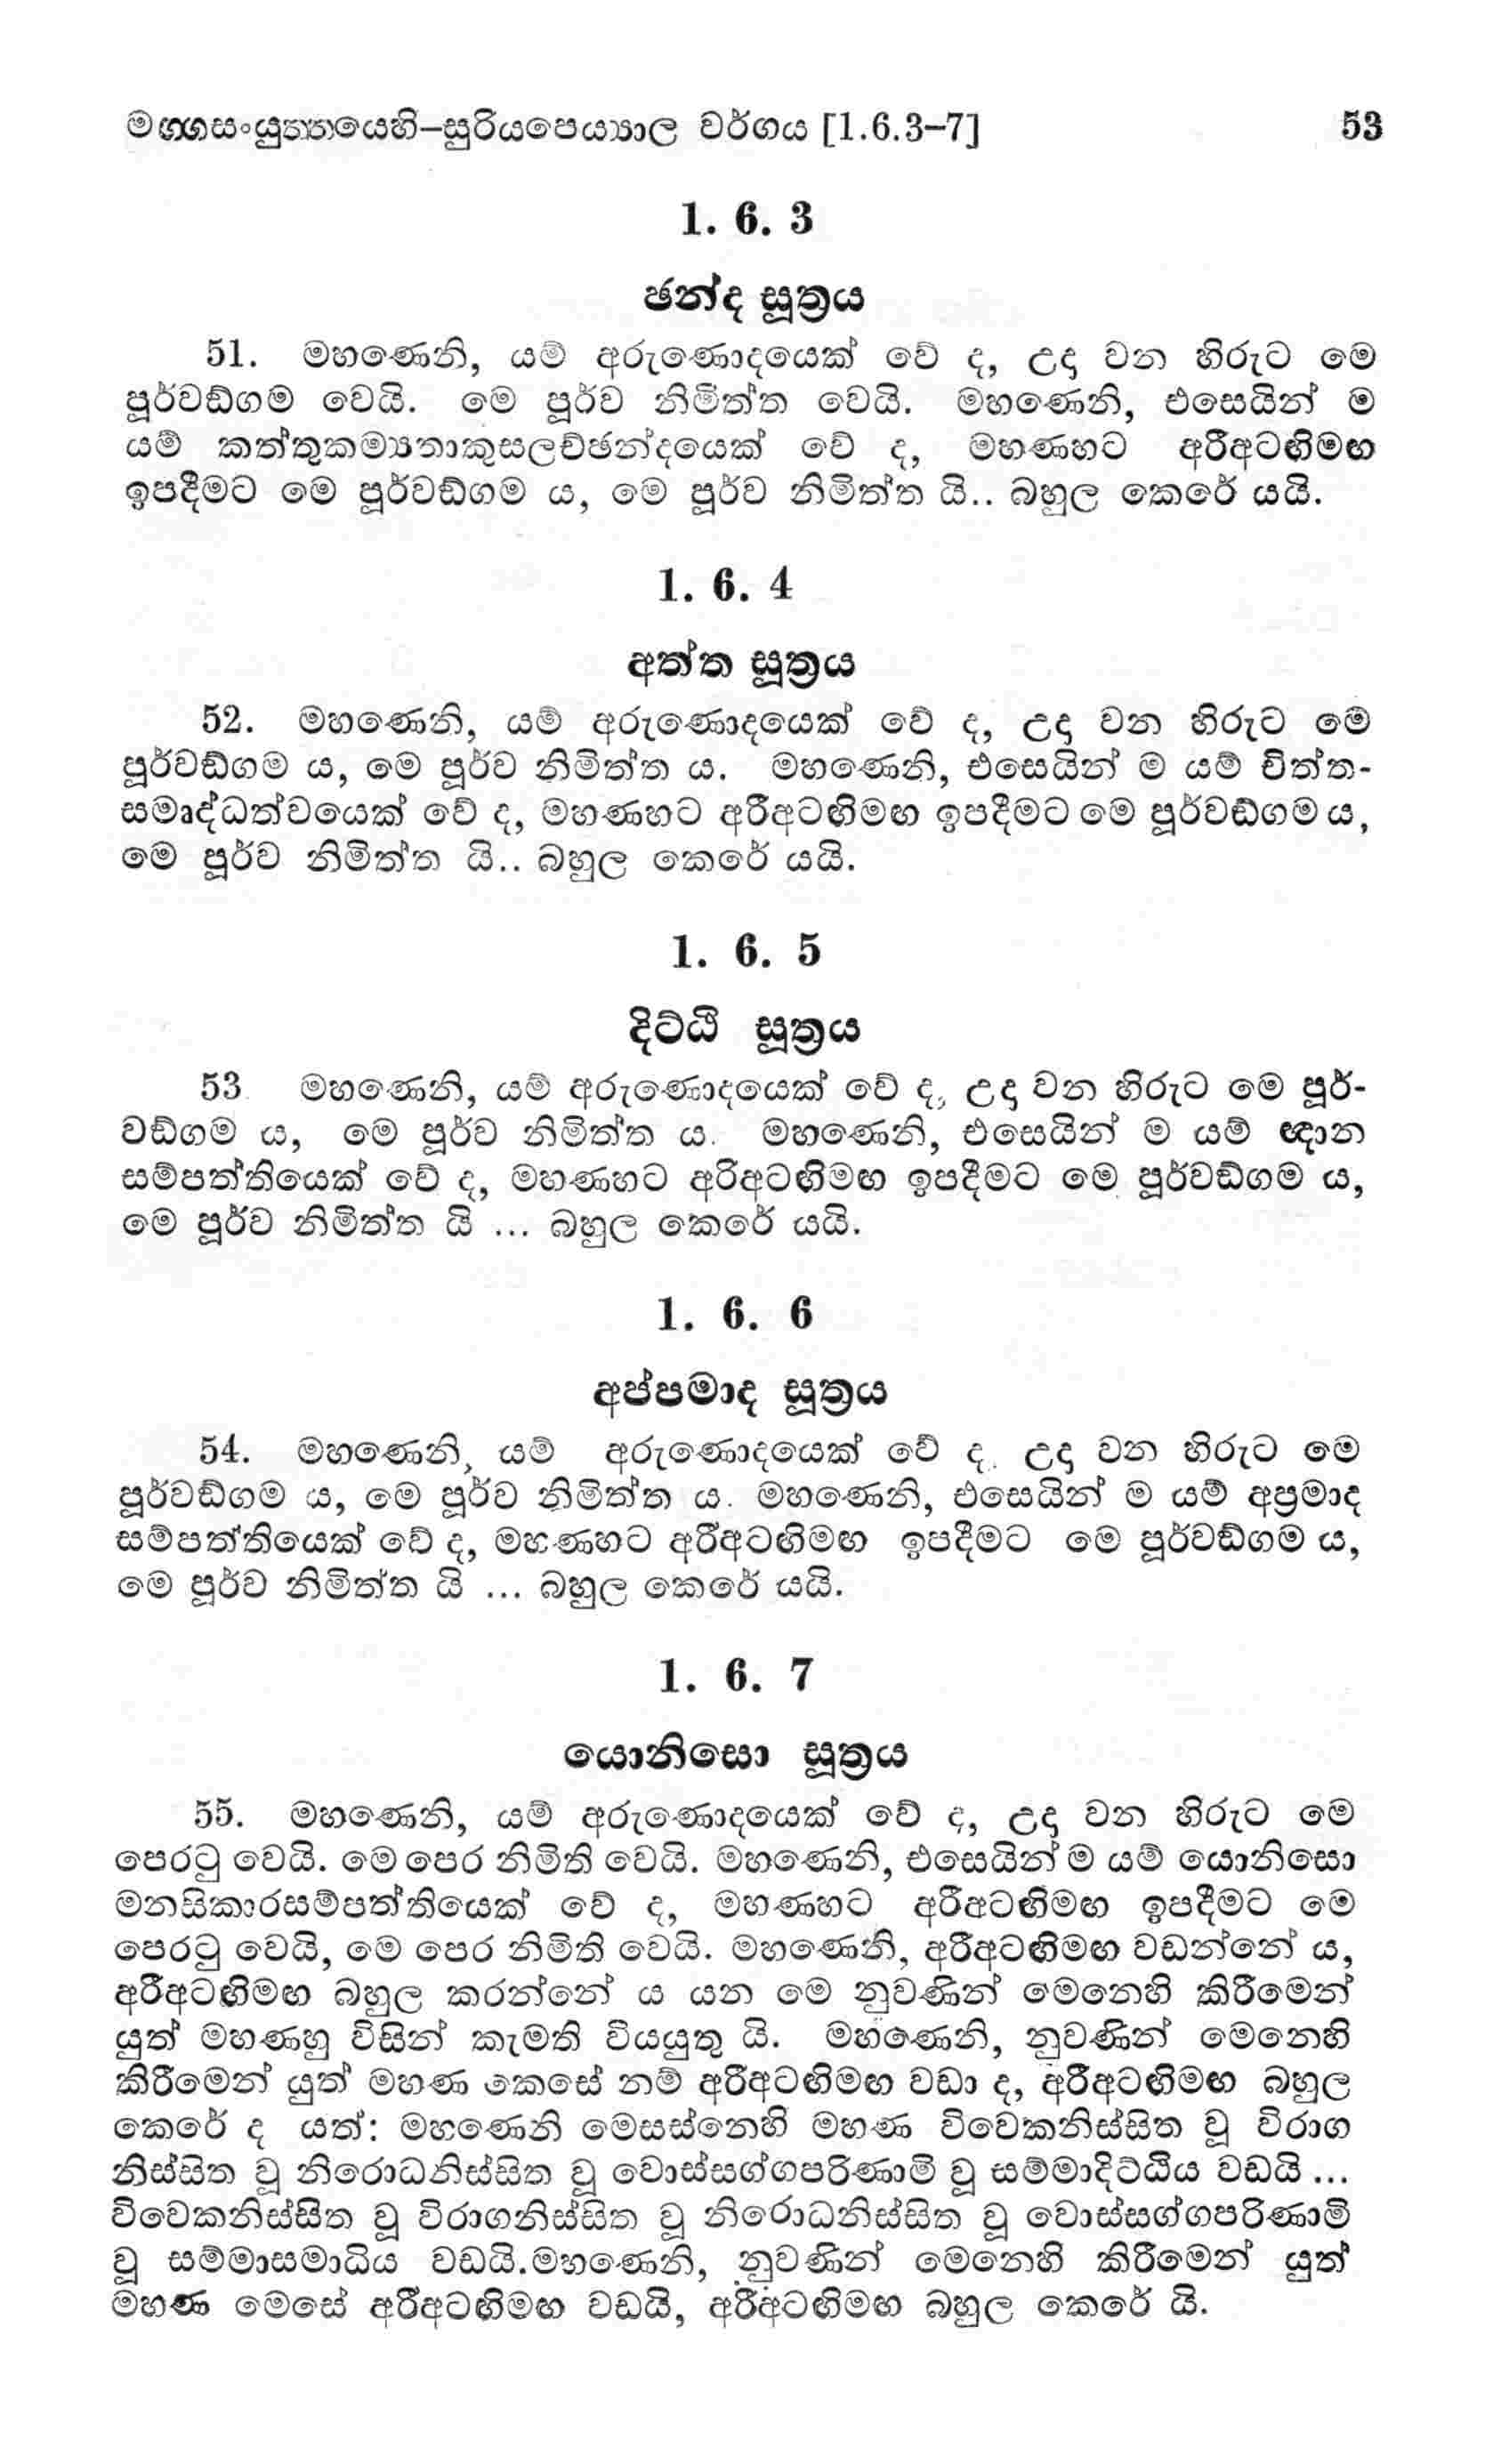 මග්ගසංයුත්තයෙහි–සුරියපෙය්‍යාල වර්ගය [1.6.3–7] 53
1. 6. 3
ඡන්ද සූත්‍රය
51. මහණෙනි, යම් අරුණොදයෙක් වේ ද, උදා වන හිරුට මෙ
පූර්වඞ්ගම වෙයි. මෙ පූර්ව නිමිත්ත වෙයි. මහණෙනි, එසෙයින් ම
යම් කත්තුකම්‍යතාකුසලච්ඡන්දයෙක් වේ ද, මහණහට අරීඅටඟිමඟ
ඉපදීමට මෙ පූර්වඞ්ගම ය, මෙ පූර්ව නිමිත්ත යි.. බහුල කෙරේ යයි.
1. 6. 4
අත්ත සූත්‍රය
52. මහණෙනි, යම් අරුණොදයෙක් වේ ද, උදා වන හිරුට මෙ
පූර්වඞ්ගම ය, මෙ පූර්ව නිමිත්ත ය. මහණෙනි, එසෙයින් ම යම් චිත්ත-
සමෘද්ධත්වයෙක් වේ ද, මහණහට අරීඅටඟිමඟ ඉපදීමට මෙ පූර්වඞ්ගම ය,
මෙ පූර්ව නිමිත්ත යි.. බහුල කෙරේ යයි.
1. 6. 5
දිට්ඨි සූත්‍රය
53. මහණෙනි, යම් අරුණොදයෙක් වේ ද, උදා වන හිරුට මෙ පූර්-
වඞ්ගම ය, මෙ පූර්ව නිමිත්ත ය. මහණෙනි, එසෙයින් ම යම් ඥාන
සම්පත්තියෙක් වේ ද, මහණහට අරිඅටඟිමඟ ඉපදීමට මෙ පූර්වඞ්ගම ය,
මෙ පූර්ව නිමිත්ත යි ... බහුල කෙරේ යයි.
1. 6. 6
අප්පමාද සූත්‍රය
54. මහණෙනි, යම් අරුණොදයෙක් වේ ද, උදා වන හිරුට මෙ
පූර්වඞ්ගම ය, මෙ පූර්ව නිමිත්ත ය. මහණෙනි, එසෙයින් ම යම් අප්‍රමාද
සම්පත්තියෙක් වේ ද, මහණහට අරීඅටඟිමඟ ඉපදීමට මෙ පූර්වඞ්ගම ය,
මෙ පූර්ව නිමිත්ත යි ... බහුල කෙරේ යයි.
1. 6. 7
යොනිසො සූත්‍රය
55. මහණෙනි, යම් අරුණොදයෙක් වේ ද, උදා වන හිරුට මෙ
පෙරටු වෙයි. මෙ පෙර නිමිති වෙයි. මහණෙනි, එසෙයින් ම යම් යොනිසො
මනසිකාරසම්පත්තියෙක් වේ ද, මහණහට අරීඅටඟිමඟ ඉපදීමට මෙ
පෙරටු වෙයි, මෙ පෙර නිමිති වෙයි. මහණෙනි, අරීඅටඟිමඟ වඩන්නේ ය,
අරීඅටඟිමඟ බහුල කරන්නේ ය යන මෙ නුවණින් මෙනෙහි කිරීමෙන්
යුත් මහණහු විසින් කැමති වියයුතු යි. මහණෙනි, නුවණින් මෙනෙහි
කිරීමෙන් යුත් මහණ කෙසේ නම් අරීඅටඟිමඟ වඩා ද, අරීඅටඟිමඟ බහුල
කෙරේ ද යත්: මහණෙනි මෙසස්නෙහි මහණ විවෙකනිස්සිත වූ විරාග
නිස්සිත වූ නිරොධනිස්සිත වූ වොස්සග්ගපරිණාමි වූ සම්මාදිට්ඨිය වඩයි ...
විවෙකනිස්සිත වූ විරාගනිස්සිත වූ නිරොධනිස්සිත වූ වොස්සග්ගපරිණාමි
වූ සම්මාසමාධිය වඩයි.මහණෙනි, නුවණින් මෙනෙහි කිරීමෙන් යුත්
මහණ මෙසේ අරීඅටඟිමඟ වඩයි, අරීඅටඟිමඟ බහුල කෙරේ යි.